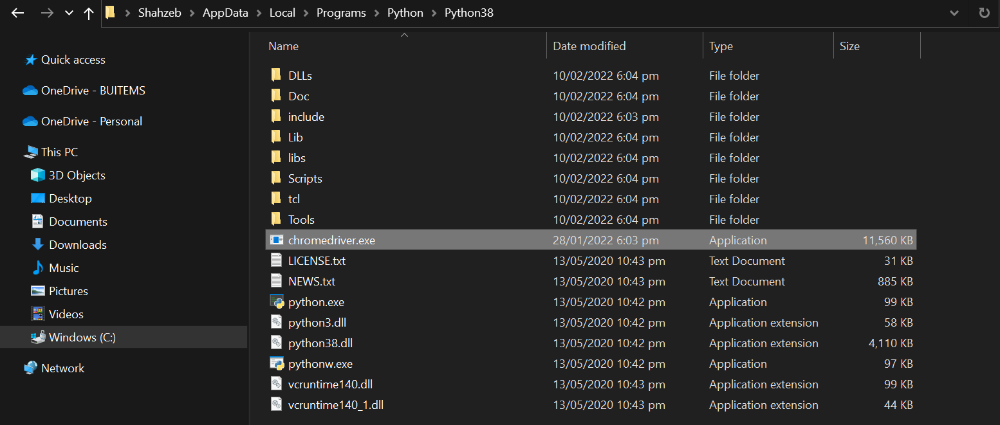 Shahzeb > AppData > Local > Programs > Python > Python38
Name Date modified Type Size
Quick access
OneDrive - BUITEMS
OneDrive - Personal
This PC
3D Objects
Desktop
Documents
Downloads
Music
Pictures
Videos
Windows (C:)
Network
DLLs 10/02/2022 6:04 pm File folder
Doc 10/02/2022 6:04 pm File folder
include 10/02/2022 6:03 pm File folder
Lib 10/02/2022 6:04 pm File folder
libs 10/02/2022 6:04 pm File folder
Scripts 10/02/2022 6:04 pm File folder
tcl 10/02/2022 6:04 pm File folder
Tools 10/02/2022 6:04 pm File folder
chromedriver.exe 28/01/2022 6:03 pm Application 11,560 KB
LICENSE.txt 13/05/2020 10:43 pm Text Document 31 KB
NEWS.txt 13/05/2020 10:43 pm Text Document 885 KB
python.exe 13/05/2020 10:42 pm Application 99 KB
python3.dll 13/05/2020 10:42 pm Application extension 58 KB
python38.dll 13/05/2020 10:42 pm Application extension 4,110 KB
pythonw.exe 13/05/2020 10:42 pm Application 97 KB
vcruntime140.dll 13/05/2020 10:43 pm Application extension 99 KB
vcruntime140_1.dll 13/05/2020 10:43 pm Application extension 44 KB